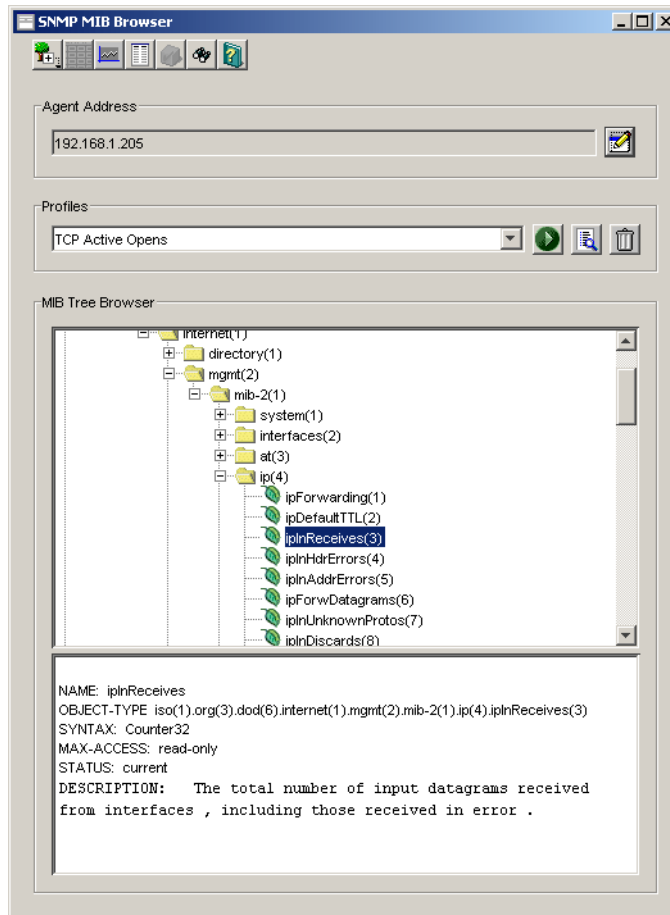 SNMP MIB Browser
Agent Address
192.168.1.205
Profiles
TCP Active Opens
MIB Tree Browser
internet(1)
directory(1)
mgmt(2)
mib-2(1)
system(1)
interfaces(2)
at(3)
ip(4)
ipForwarding(1)
ipDefaultTTL(2)
ipInReceives(3)
ipInHdrErrors(4)
ipInAddrErrors(5)
ipForwDatagrams(6)
ipInUnknownProtos(7)
ipInDiscards(8)
NAME: ipInReceives
OBJECT-TYPE iso(1).org(3).dod(6).internet(1).mgmt(2).mib-2(1).ip(4).ipInReceives(3)
SYNTAX: Counter32
MAX-ACCESS: read-only
STATUS: current
DESCRIPTION: The total number of input datagrams received
from interfaces , including those received in error .